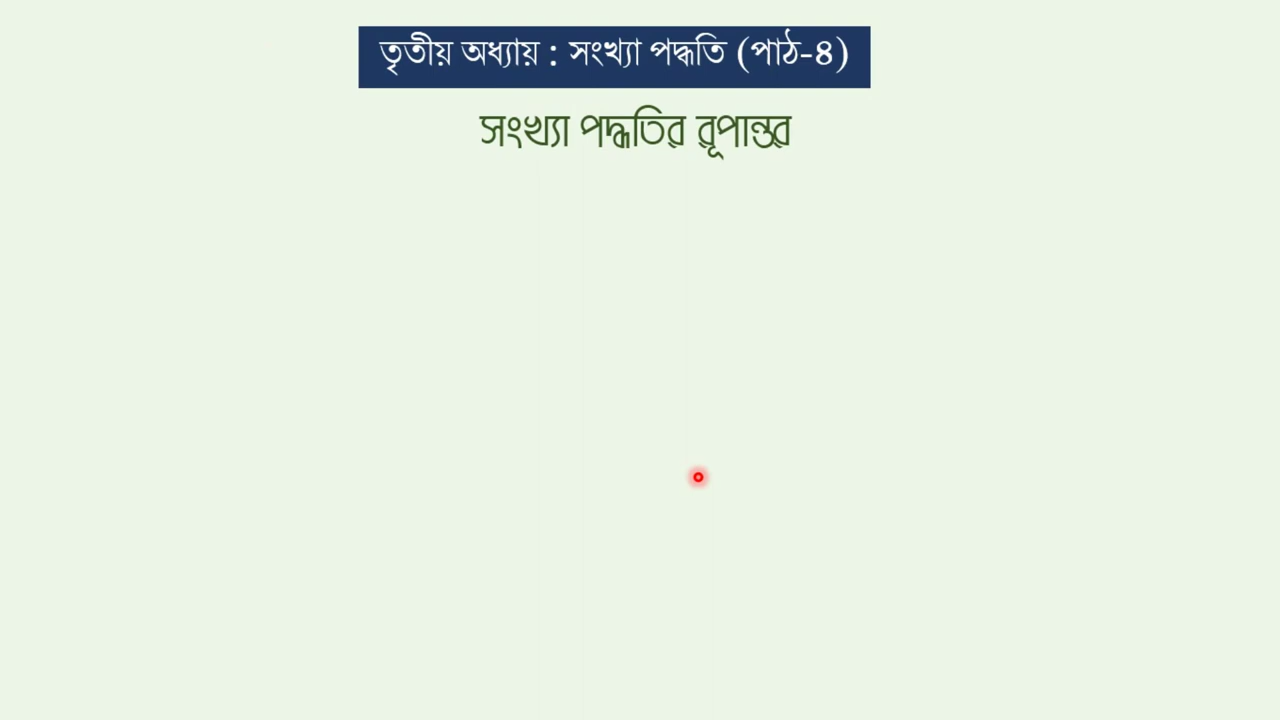 তৃতীয় অধ্যায় : সংখ্যা পদ্ধতি (পাঠ-৪)
সংখ্যা পদ্ধতির রূপান্তর